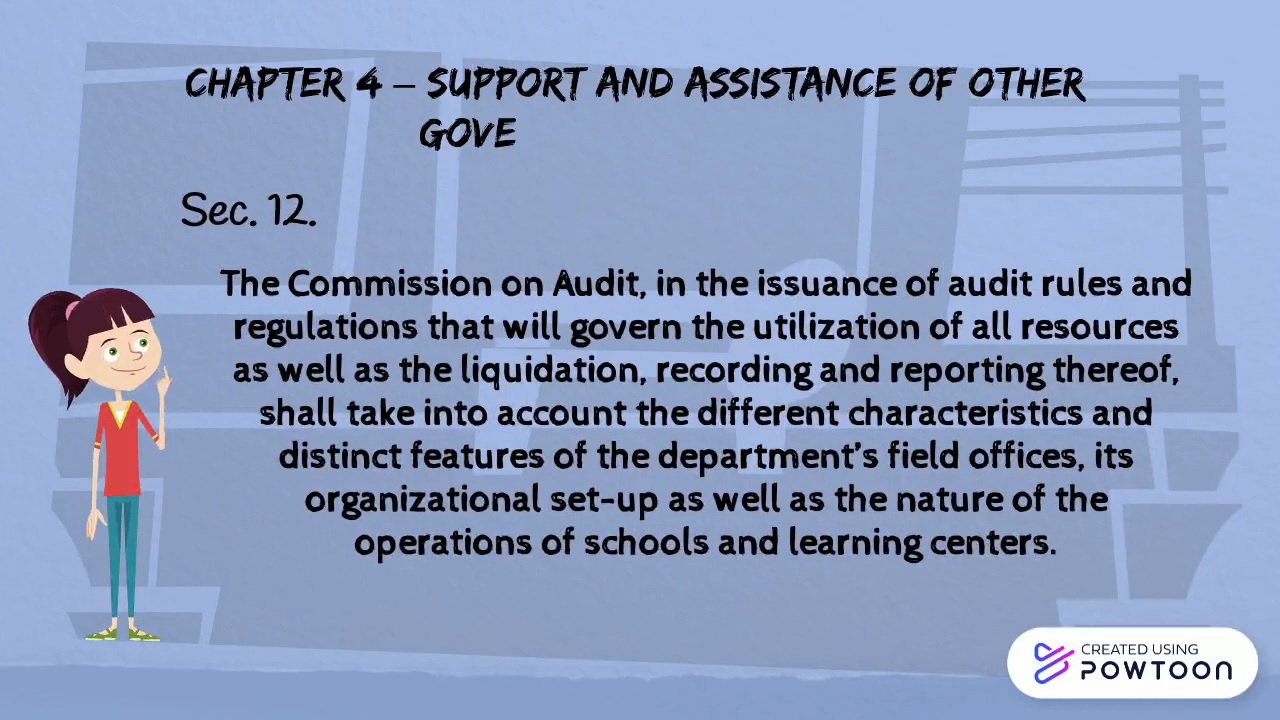 CHAPTER 4 – SUPPORT AND ASSISTANCE OF OTHER
GOVE
Sec. 12.
The Commission on Audit, in the issuance of audit rules and
regulations that will govern the utilization of all resources
as well as the liquidation, recording and reporting thereof,
shall take into account the different characteristics and
distinct features of the department's field offices, its
organizational set-up as well as the nature of the
operations of schools and learning centers.
CREATED USING
POWTOON